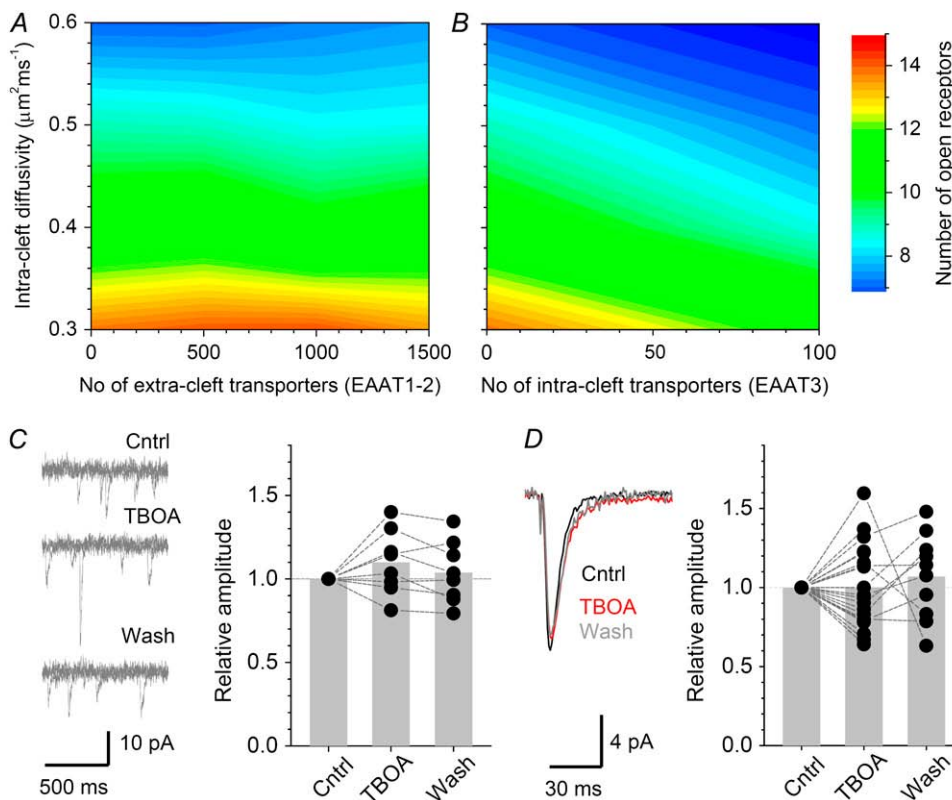 A
B
0.6
0.5
0.4
0.3
Intra-cleft diffusivity (µm²ms⁻¹)
0 500 1000 1500
No of extra-cleft transporters (EAAT1-2)
0 50 100
No of intra-cleft transporters (EAAT3)
14
12
10
8
Number of open receptors
C
Cntrl
TBOA
Wash
10 pA
500 ms
1.5
1.0
0.5
0.0
Relative amplitude
Cntrl TBOA Wash
D
Cntrl
TBOA
Wash
4 pA
30 ms
1.5
1.0
0.5
0.0
Relative amplitude
Cntrl TBOA Wash